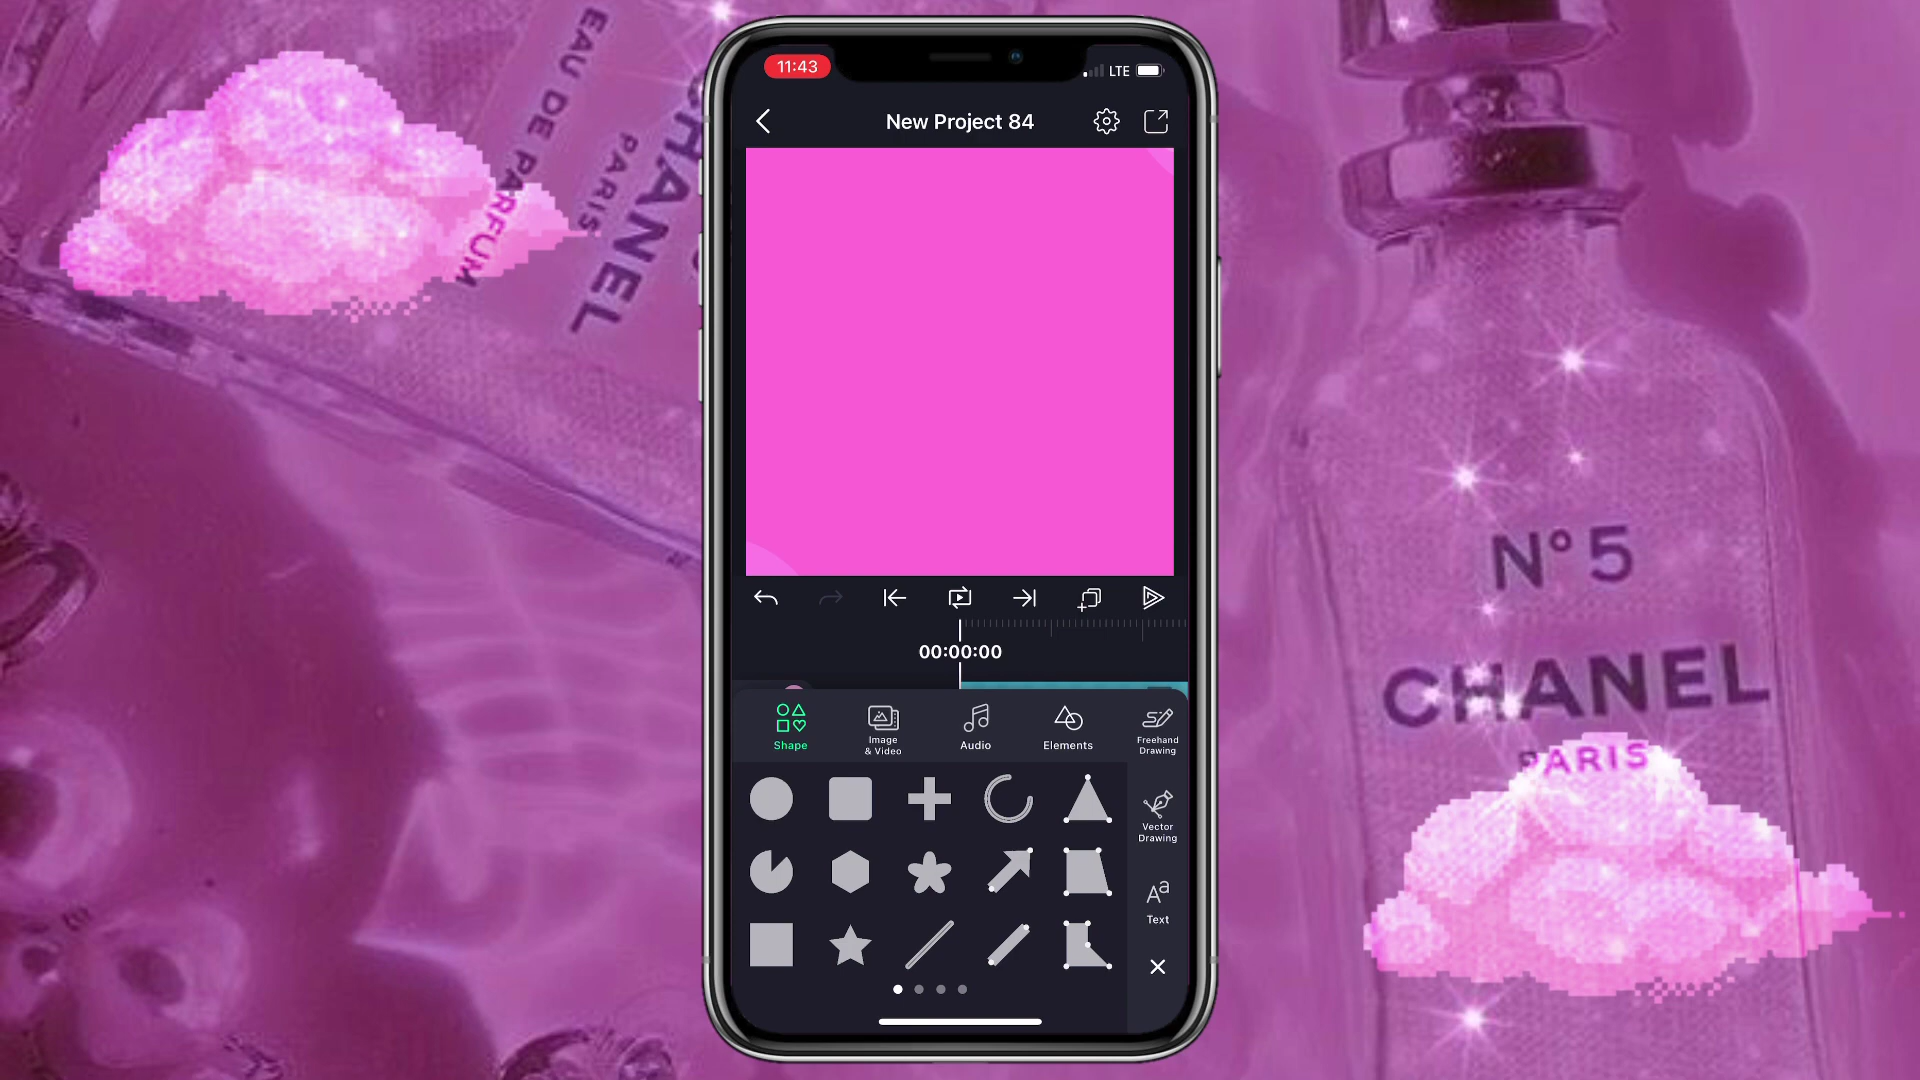 EAU DE PARFUM
PARIS
CHANEL
11:43
LTE
New Project 84
00:00:00
Shape
Image
& Video
Audio
Elements
Freehand
Drawing
Vector
Drawing
Aa
Text
N°5
CHANEL
PARIS